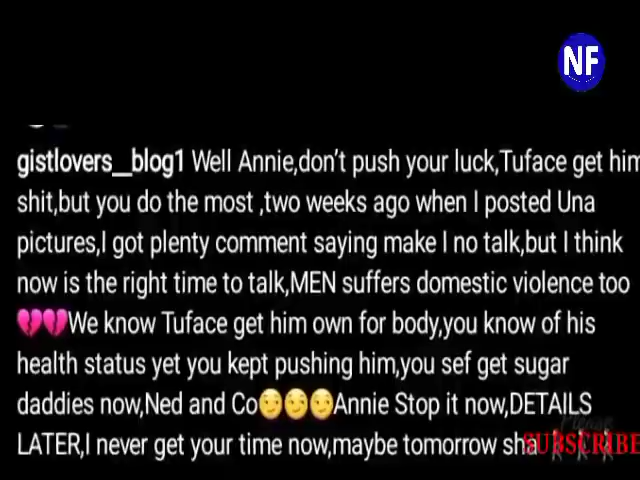 NF
gistlovers__blog1 Well Annie,don't push your luck,Tuface get him
shit,but you do the most ,two weeks ago when I posted Una
pictures,I got plenty comment saying make I no talk,but I think
now is the right time to talk,MEN suffers domestic violence too
💔💔We know Tuface get him own for body,you know of his
health status yet you kept pushing him,you sef get sugar
daddies now,Ned and Co😏😏😏Annie Stop it now,DETAILS
LATER,I never get your time now,maybe tomorrow sha
Please
SUBSCRIBE